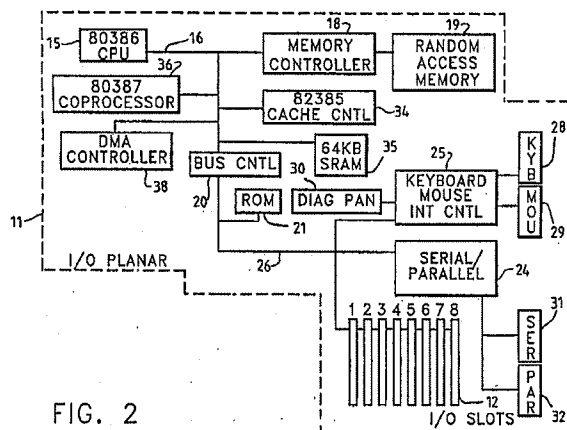 15
80386
CPU
16
18
MEMORY
CONTROLLER
19
RANDOM
ACCESS
MEMORY
36
80387
COPROCESSOR
82385
CACHE CNTL
34
DMA
CONTROLLER
38
64KB
SRAM
35
BUS CNTL
20
30
DIAG PAN
25
KEYBOARD
MOUSE
INT CNTL
KYB
28
MOU
29
ROM
21
11
I/O PLANAR
26
SERIAL/
PARALLEL
24
1 2 3 4 5 6 7 8
12
SER
31
PAR
32
I/O SLOTS
FIG. 2